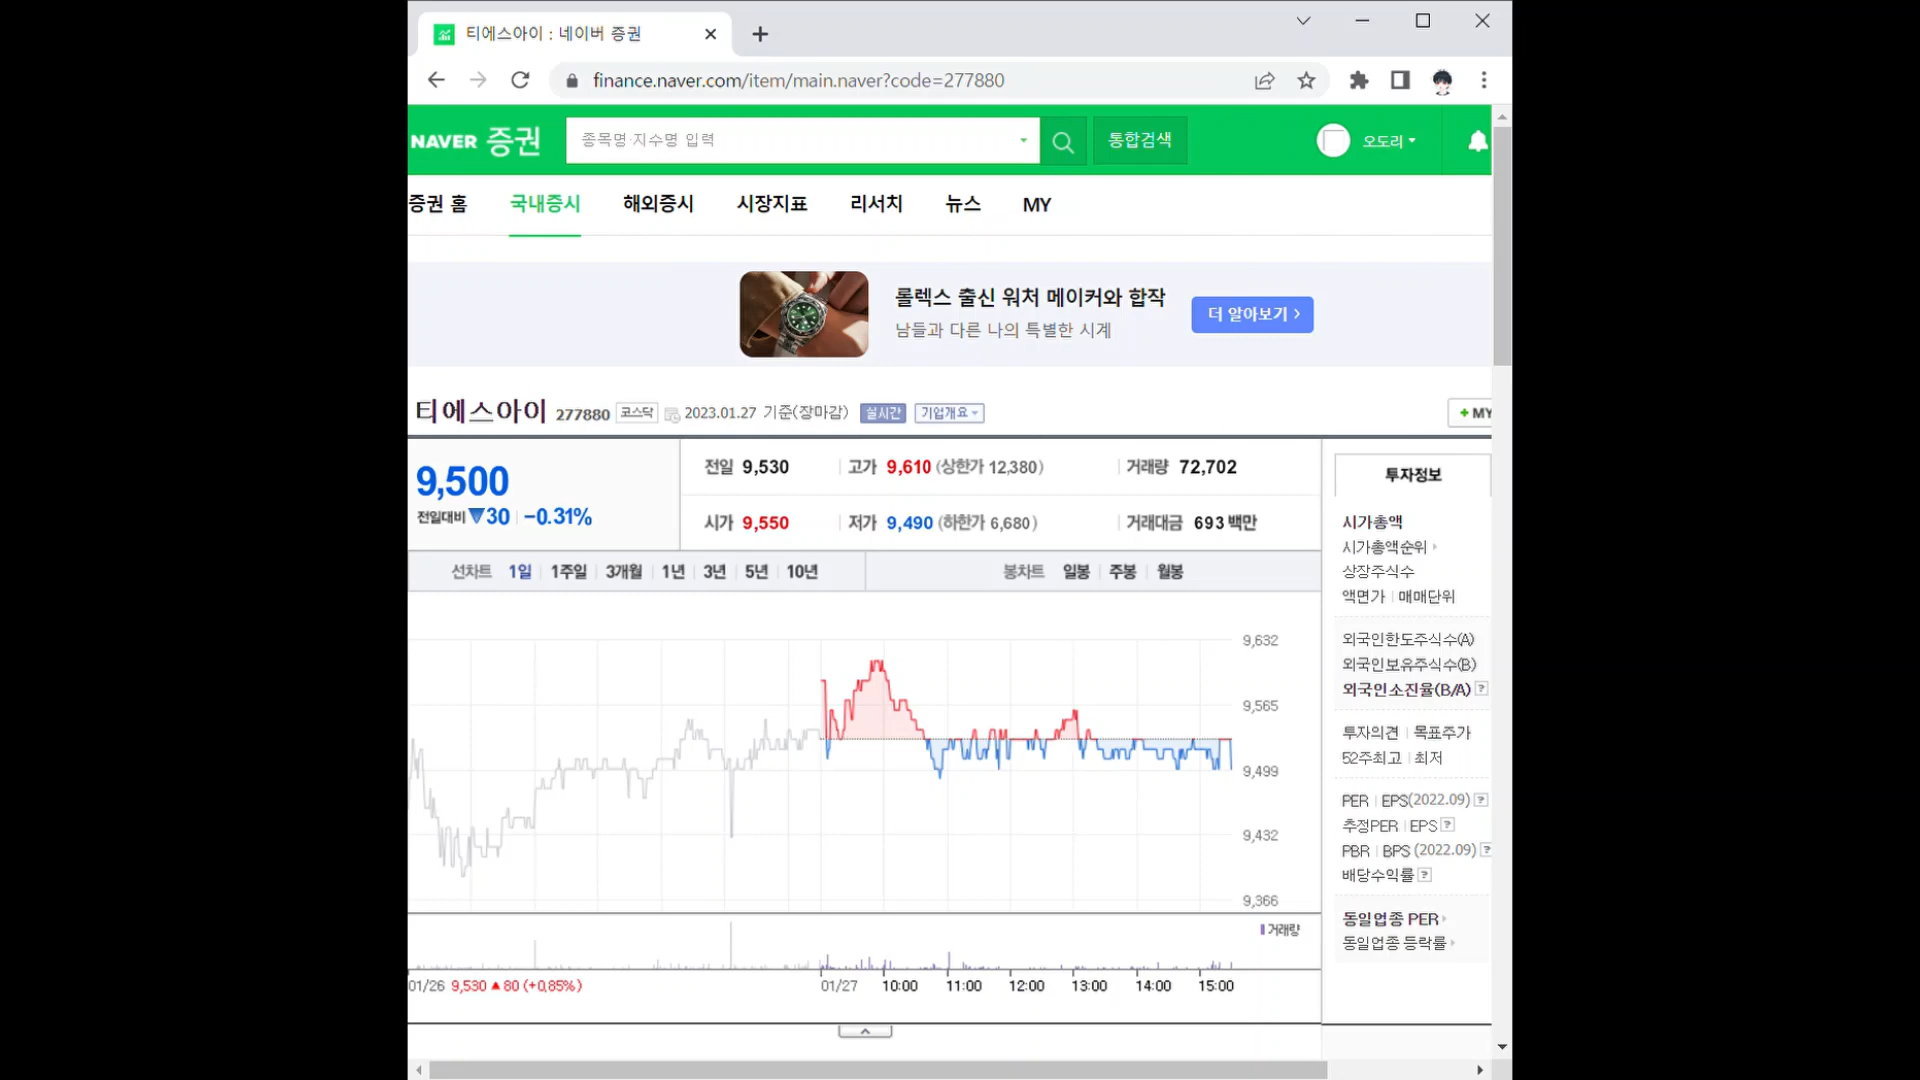 티에스아이 : 네이버 증권
finance.naver.com/item/main.naver?code=277880
NAVER 증권
종목명·지수명 입력
통합검색
오도리
증권 홈 국내증시 해외증시 시장지표 리서치 뉴스 MY
롤렉스 출신 워처 메이커와 합작
남들과 다른 나의 특별한 시계
더 알아보기 >
티에스아이 277880 코스닥 2023.01.27 기준(장마감) 실시간 기업개요
+ MY
9,500
전일대비 ▼30 -0.31%
전일 9,530 고가 9,610 (상한가 12,380) 거래량 72,702
시가 9,550 저가 9,490 (하한가 6,680) 거래대금 693 백만
선차트 1일 1주일 3개월 1년 3년 5년 10년
봉차트 일봉 주봉 월봉
9,632
9,565
9,499
9,432
9,366
거래량
01/26 9,530 ▲ 80 (+0.85%)
01/27 10:00 11:00 12:00 13:00 14:00 15:00
투자정보
시가총액
시가총액순위
상장주식수
액면가 | 매매단위
외국인한도주식수(A)
외국인보유주식수(B)
외국인소진율(B/A) ?
투자의견 | 목표주가
52주최고 | 최저
PER | EPS(2022.09) ?
추정PER | EPS ?
PBR | BPS (2022.09) ?
배당수익률 ?
동일업종 PER
동일업종 등락률